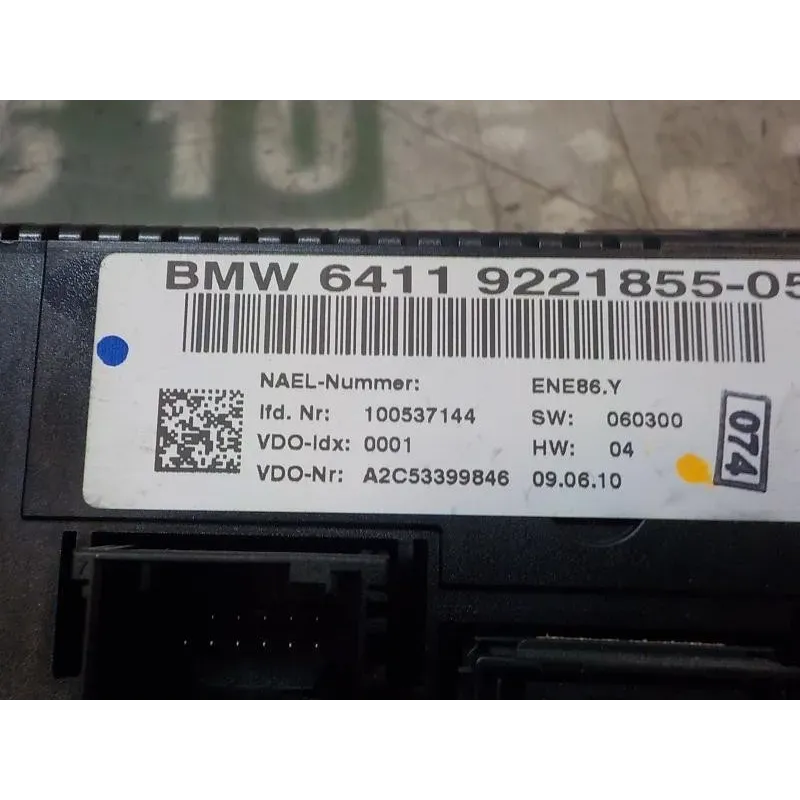 510
BMW 6411 9221855-05
NAEL-Nummer: ENE86.Y
lfd. Nr: 100537144 SW: 060300
VDO-Idx: 0001 HW: 04
VDO-Nr: A2C53399846 09.06.10
074